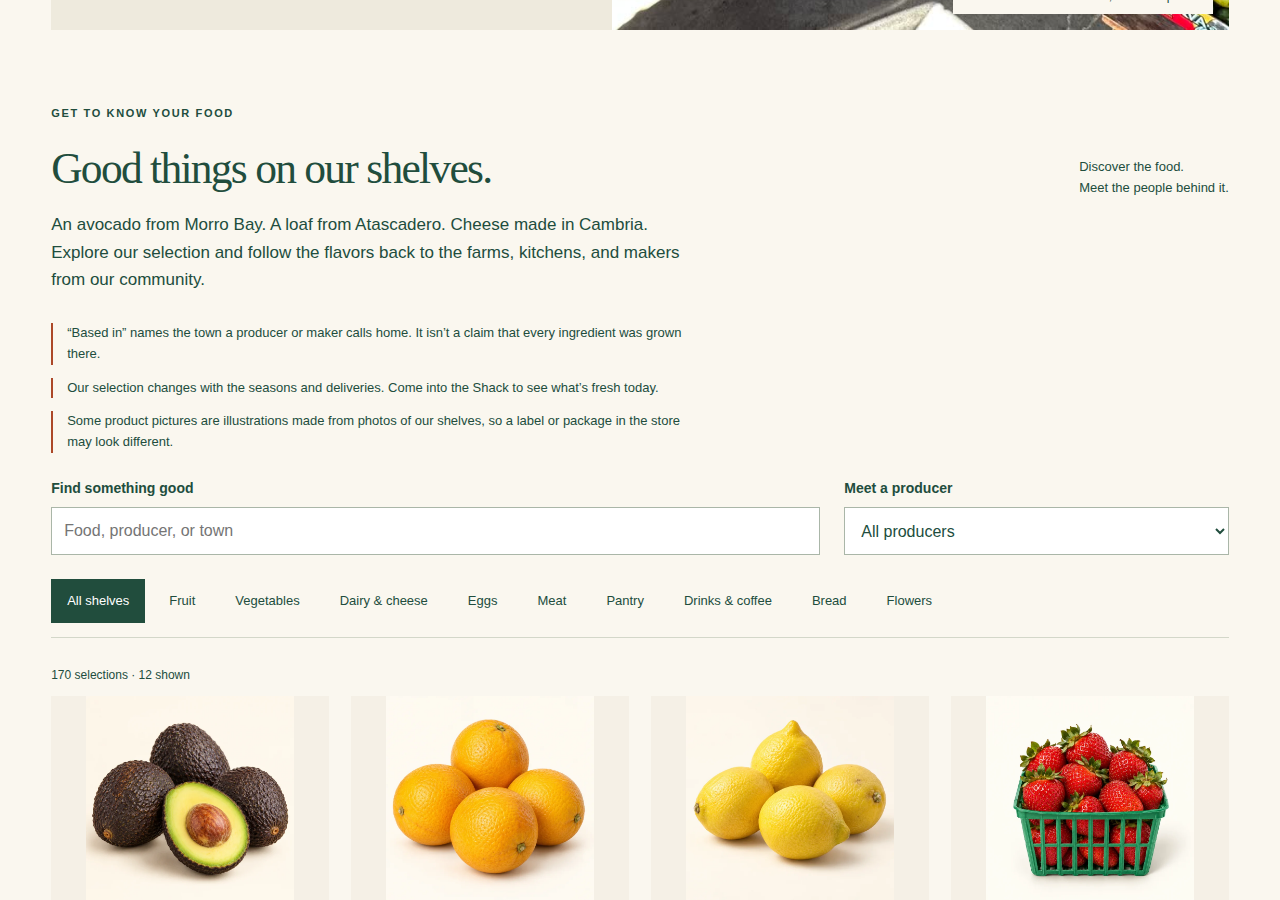 GET TO KNOW YOUR FOOD
Good things on our shelves.
Discover the food.
Meet the people behind it.
An avocado from Morro Bay. A loaf from Atascadero. Cheese made in Cambria.
Explore our selection and follow the flavors back to the farms, kitchens, and makers
from our community.
“Based in” names the town a producer or maker calls home. It isn’t a claim that every ingredient was grown
there.
Our selection changes with the seasons and deliveries. Come into the Shack to see what’s fresh today.
Some product pictures are illustrations made from photos of our shelves, so a label or package in the store
may look different.
Find something good
Meet a producer
Food, producer, or town
All producers
All shelves Fruit Vegetables Dairy & cheese Eggs Meat Pantry Drinks & coffee Bread Flowers
170 selections · 12 shown